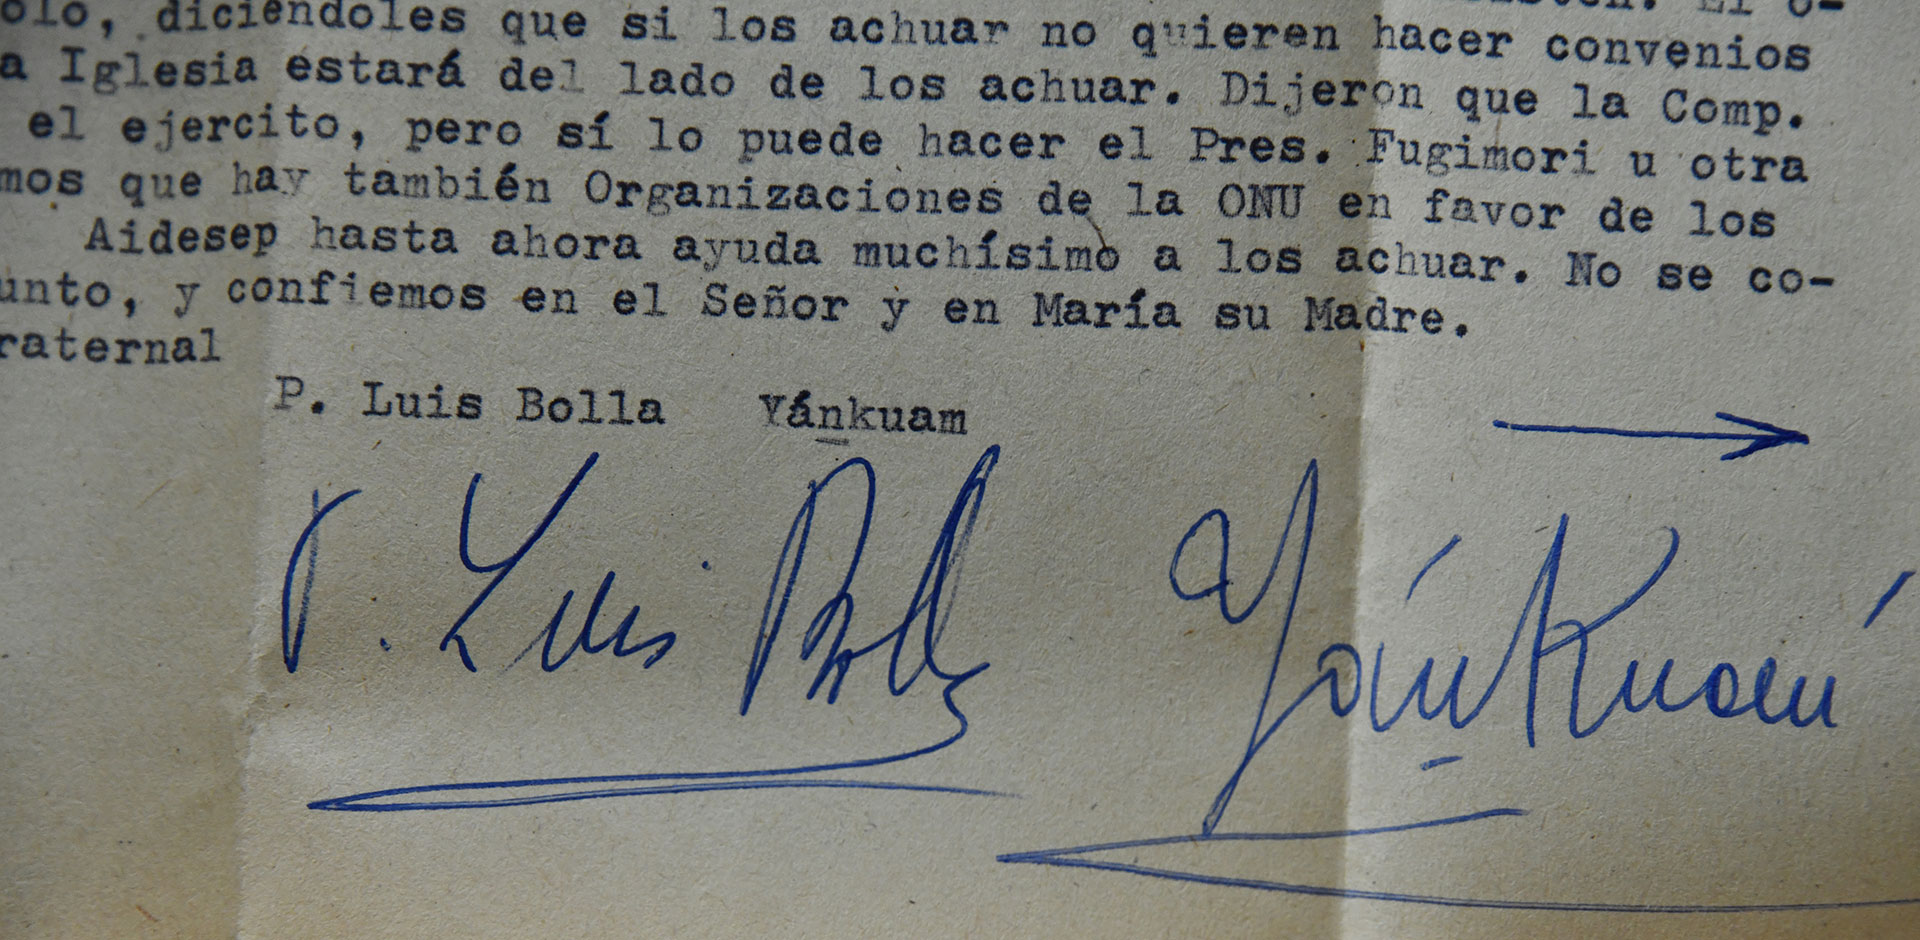 olo, diciéndoles que si los achuar no quieren hacer convenios
a Iglesia estará del lado de los achuar. Dijeron que la Comp.
el ejercito, pero sí lo puede hacer el Pres. Fugimori u otra
mos que hay también Organizaciones de la ONU en favor de los
Aidesep hasta ahora ayuda muchísimo a los achuar. No se co-
unto, y confiemos en el Señor y en María su Madre.
raternal
P. Luis Bolla Yánkuam
P. Luis Bolla Yánkuam